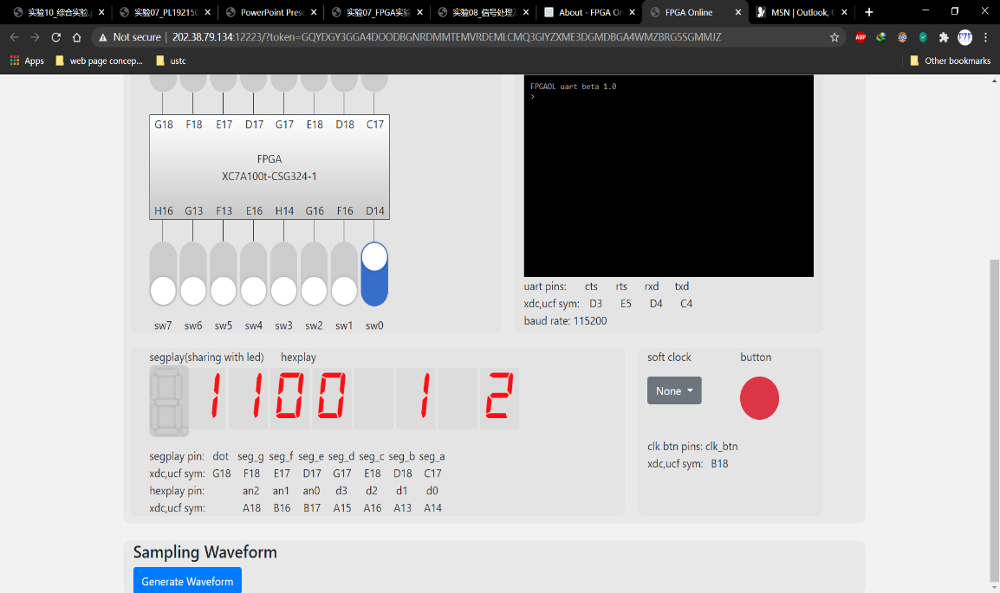 实验10_综合实验.p
实验07_PL192150
PowerPoint Pres
实验07_FPGA实验
实验08_信号处理及
About - FPGA On
FPGA Online
MSN | Outlook, O
Not secure | 202.38.79.134:12223/?token=GQYDGY3GGA4DOODBGNRDMMTEMVRDEMLCMQ3GIYZXME3DGMDBGA4WMZBRG5SGMMJZ
Apps web page concep... ustc Other bookmarks
G18 F18 E17 D17 G17 E18 D18 C17
FPGA
XC7A100t-CSG324-1
H16 G13 F13 E16 H14 G16 F16 D14
sw7 sw6 sw5 sw4 sw3 sw2 sw1 sw0
FPGAOL uart beta 1.0
>
uart pins: cts rts rxd txd
xdc,ucf sym: D3 E5 D4 C4
baud rate: 115200
segplay(sharing with led) hexplay
1 1 0 0 1 2
segplay pin: dot seg_g seg_f seg_e seg_d seg_c seg_b seg_a
xdc,ucf sym: G18 F18 E17 D17 G17 E18 D18 C17
hexplay pin: an2 an1 an0 d3 d2 d1 d0
xdc,ucf sym: A18 B16 B17 A15 A16 A13 A14
soft clock button
None
clk btn pins: clk_btn
xdc,ucf sym: B18
Sampling Waveform
Generate Waveform